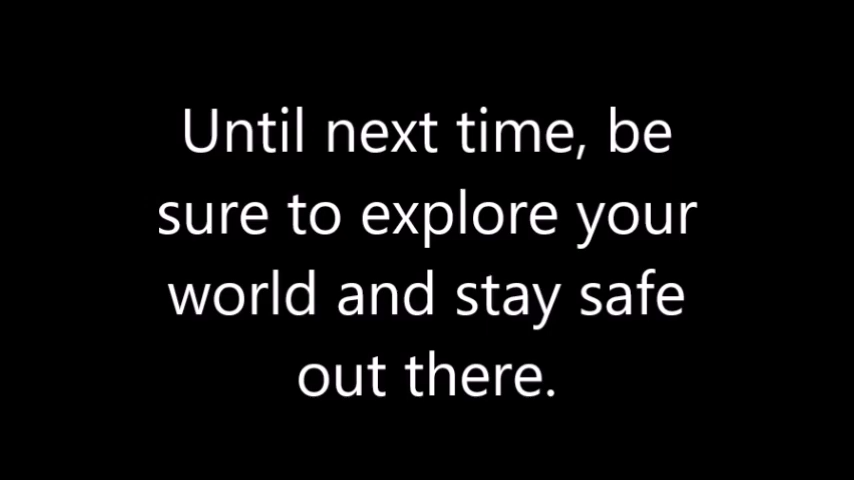 Until next time, be
sure to explore your
world and stay safe
out there.